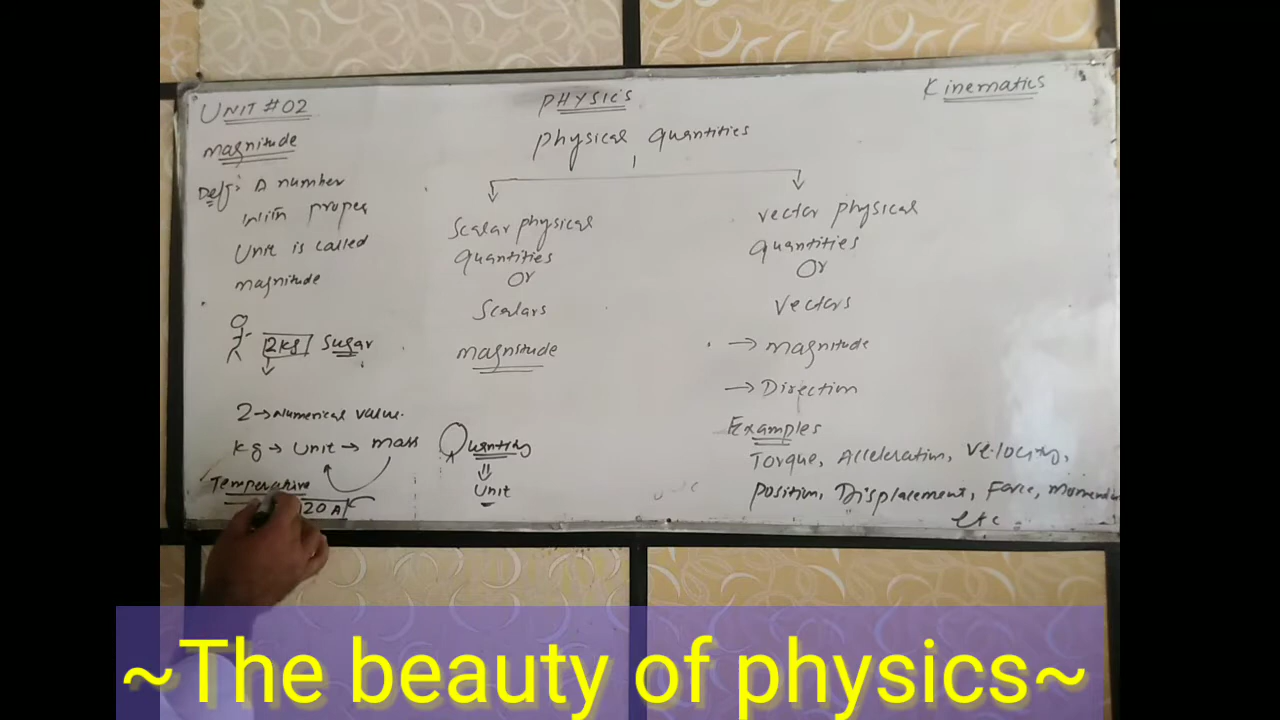 UNIT #02
PHYSICS
Kinematics
Magnitude
Def: A number
with proper
Unit is called
magnitude
2kg Sugar
2→Numerical value.
kg → Unit → mass
Temperature
20 A
Physical quantities
Scalar physical
quantities
Or
Scalars
magnitude
Quantity
Unit
Vector physical
quantities
Or
Vectors
→ magnitude
→ Direction
Examples
Torque, Acceleration, Velocity,
Position, Displacement, Force, Momentum
etc
~The beauty of physics~